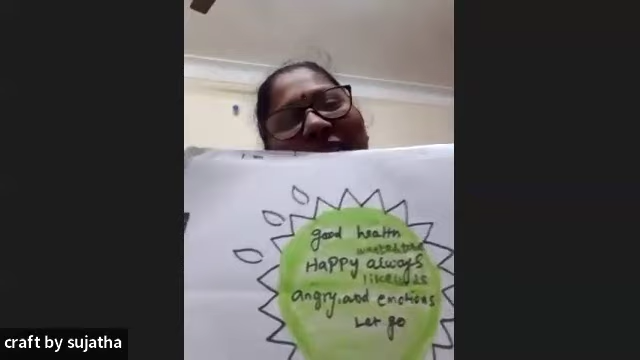 good health
Happy always
angry, and emotions
Let go
craft by sujatha